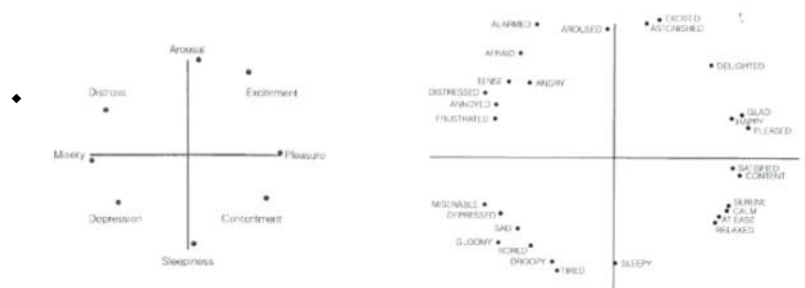 Arousal
Distress
Excitement
Misery
Pleasure
Depression
Contentment
Sleepiness
ALARMED
AROUSED
EXCITED
ASTONISHED
AFRAID
DELIGHTED
TENSE
ANGRY
DISTRESSED
ANNOYED
FRUSTRATED
GLAD
HAPPY
PLEASED
SATISFIED
CONTENT
MISERABLE
DEPRESSED
SERENE
CALM
AT EASE
RELAXED
SAD
GLOOMY
BORED
DROOPY
TIRED
SLEEPY